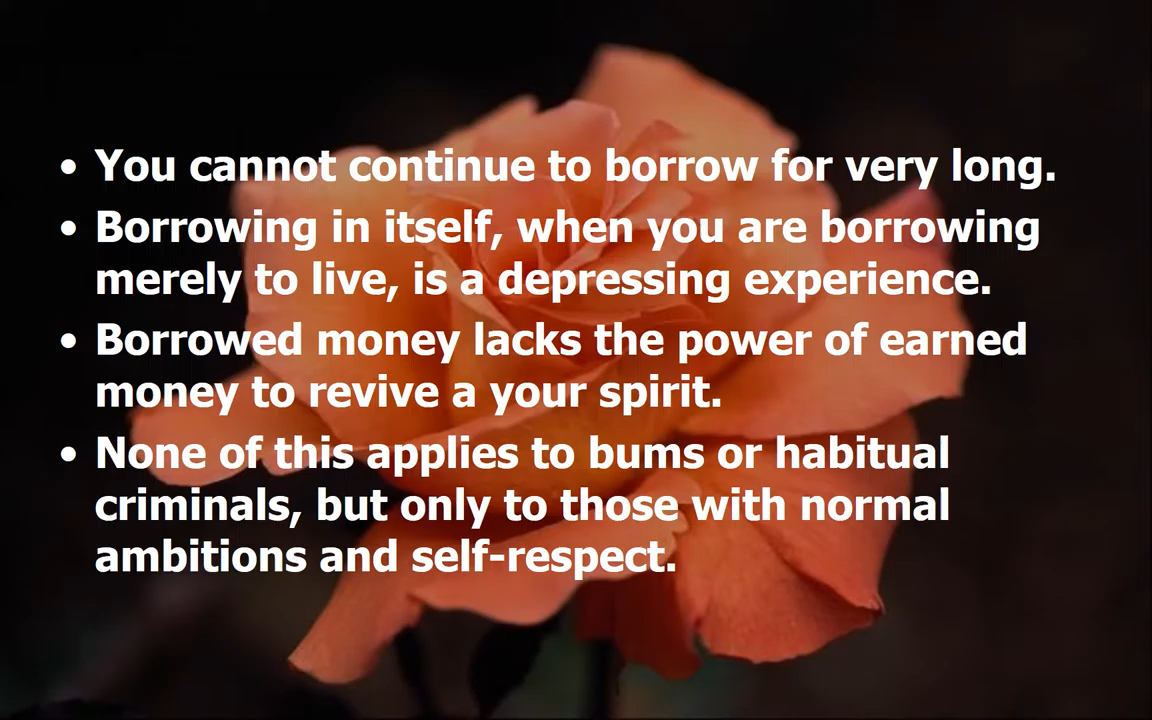 • You cannot continue to borrow for very long.
• Borrowing in itself, when you are borrowing
merely to live, is a depressing experience.
• Borrowed money lacks the power of earned
money to revive a your spirit.
• None of this applies to bums or habitual
criminals, but only to those with normal
ambitions and self-respect.